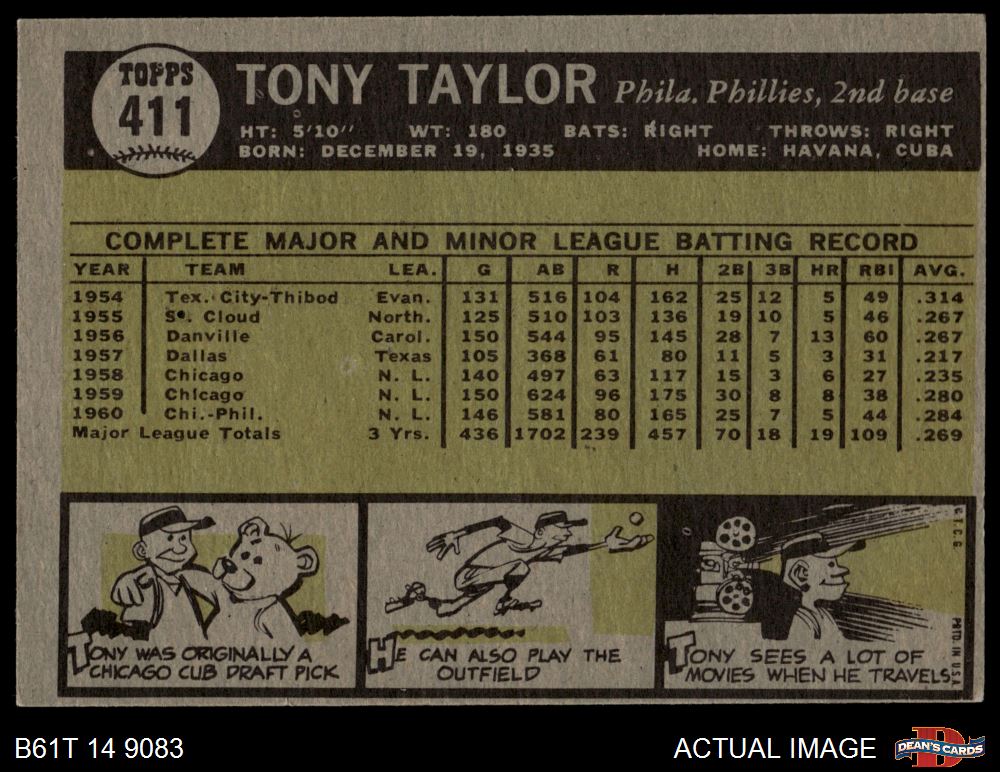 TOPPS
411
TONY TAYLOR Phila. Phillies, 2nd base
HT: 5'10" WT: 180 BATS: RIGHT THROWS: RIGHT
BORN: DECEMBER 19, 1935 HOME: HAVANA, CUBA
COMPLETE MAJOR AND MINOR LEAGUE BATTING RECORD
YEAR TEAM LEA. G AB R H 2B 3B HR RBI AVG.
1954 Tex. City-Thibod Evan. 131 516 104 162 25 12 5 49 .314
1955 St. Cloud North. 125 510 103 136 19 10 5 46 .267
1956 Danville Carol. 150 544 95 145 28 7 13 60 .267
1957 Dallas Texas 105 368 61 80 11 5 3 31 .217
1958 Chicago N. L. 140 497 63 117 15 3 6 27 .235
1959 Chicago N. L. 150 624 96 175 30 8 8 38 .280
1960 Chi.-Phil. N. L. 146 581 80 165 25 7 5 44 .284
Major League Totals 3 Yrs. 436 1702 239 457 70 18 19 109 .269
TONY WAS ORIGINALLY A
CHICAGO CUB DRAFT PICK
HE CAN ALSO PLAY THE
OUTFIELD
TONY SEES A LOT OF
MOVIES WHEN HE TRAVELS!
T. C. G. PRTD. IN U.S.A.
B61T 14 9083
ACTUAL IMAGE
D
DEAN'S CARDS